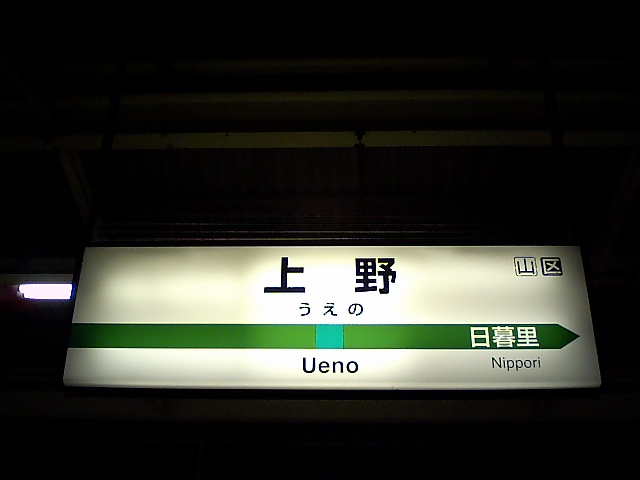 上野
山区
うえの
日暮里
Ueno
Nippori